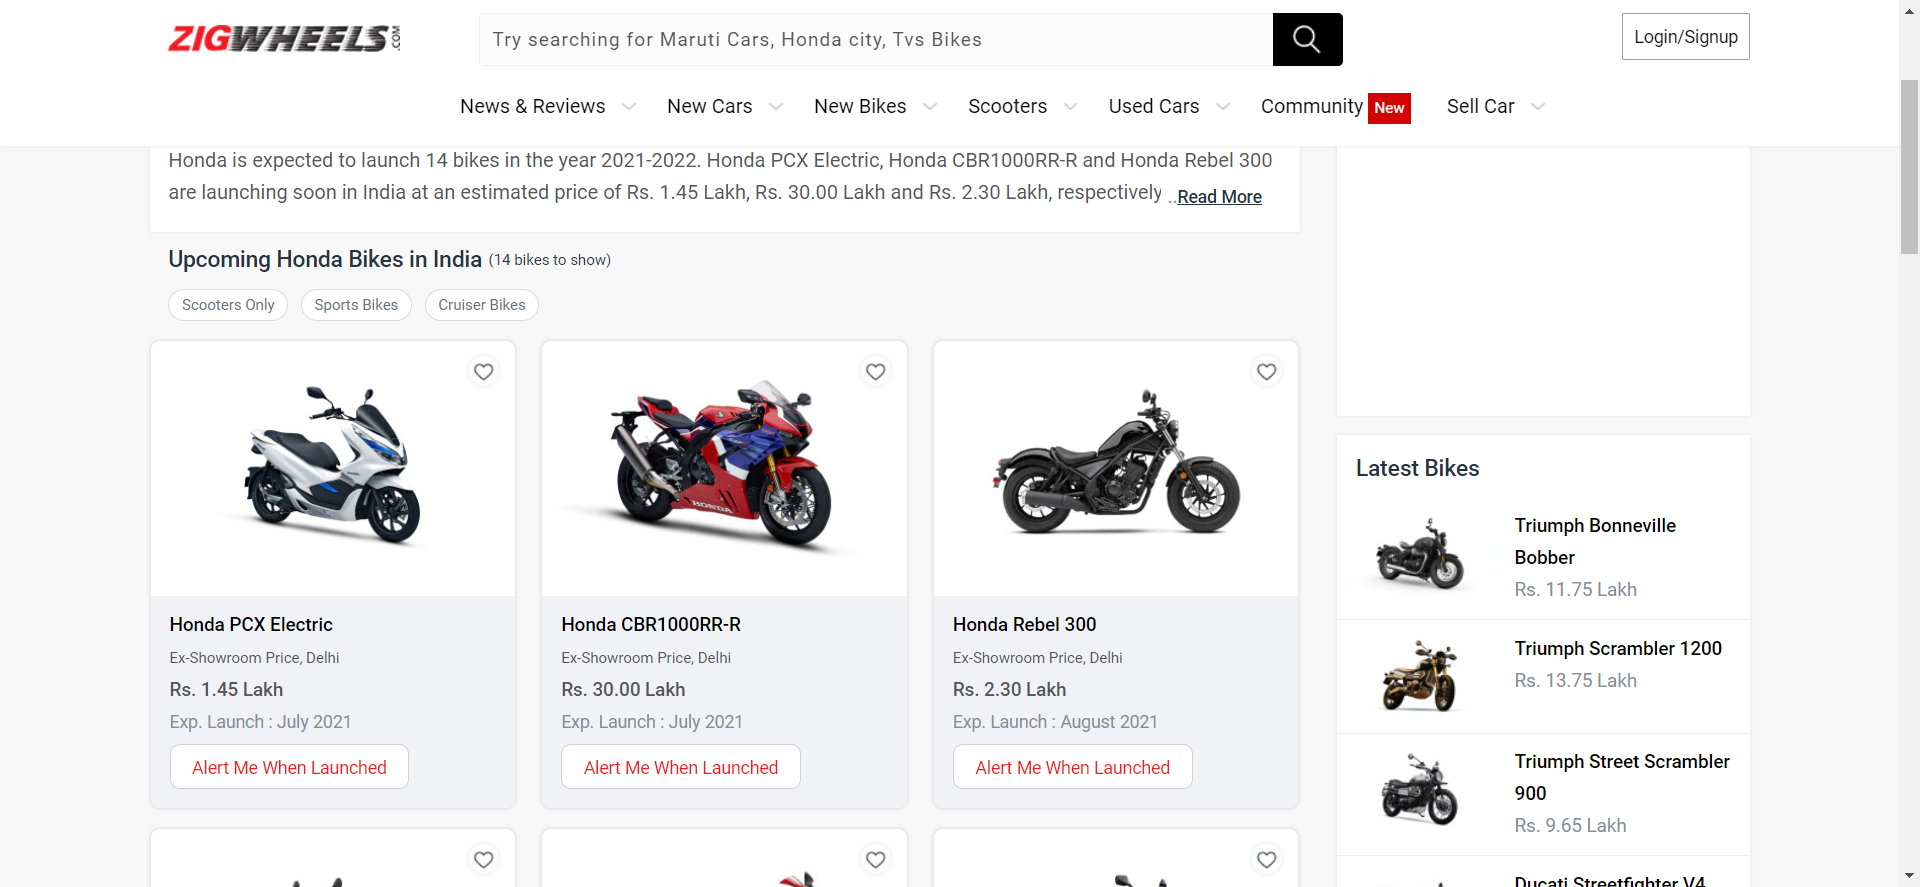 ZIGWHEELS.COM
Try searching for Maruti Cars, Honda city, Tvs Bikes
Login/Signup
News & Reviews
New Cars
New Bikes
Scooters
Used Cars
Community New
Sell Car
Honda is expected to launch 14 bikes in the year 2021-2022. Honda PCX Electric, Honda CBR1000RR-R and Honda Rebel 300
are launching soon in India at an estimated price of Rs. 1.45 Lakh, Rs. 30.00 Lakh and Rs. 2.30 Lakh, respectively ..Read More
Upcoming Honda Bikes in India (14 bikes to show)
Scooters Only
Sports Bikes
Cruiser Bikes
HONDA
Honda PCX Electric
Ex-Showroom Price, Delhi
Rs. 1.45 Lakh
Exp. Launch : July 2021
Alert Me When Launched
Honda CBR1000RR-R
Ex-Showroom Price, Delhi
Rs. 30.00 Lakh
Exp. Launch : July 2021
Alert Me When Launched
Honda Rebel 300
Ex-Showroom Price, Delhi
Rs. 2.30 Lakh
Exp. Launch : August 2021
Alert Me When Launched
Latest Bikes
Triumph Bonneville
Bobber
Rs. 11.75 Lakh
Triumph Scrambler 1200
Rs. 13.75 Lakh
Triumph Street Scrambler
900
Rs. 9.65 Lakh
Ducati Streetfighter V4